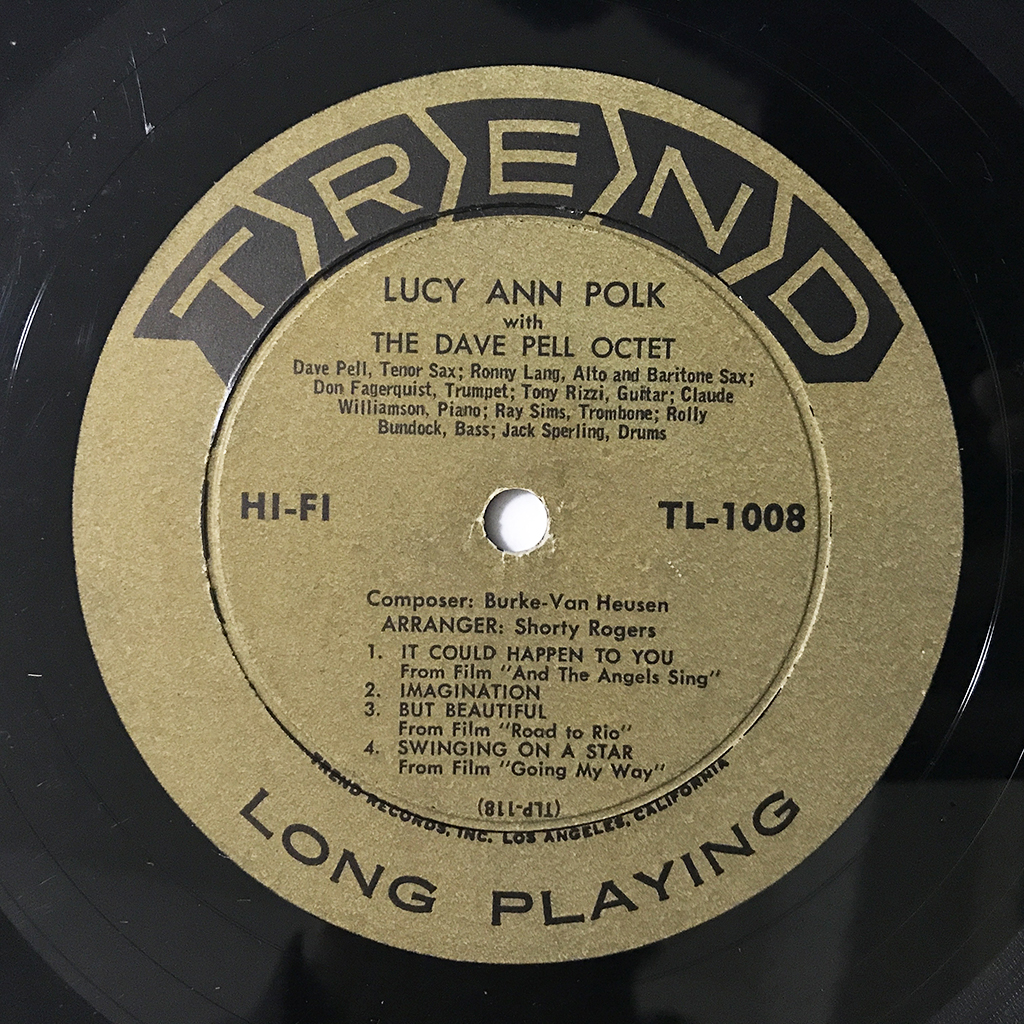 TREND
LUCY ANN POLK
with
THE DAVE PELL OCTET
Dave Pell, Tenor Sax; Ronny Lang, Alto and Baritone Sax;
Don Fagerquist, Trumpet; Tony Rizzi, Guitar; Claude
Williamson, Piano; Ray Sims, Trombone; Rolly
Bundock, Bass; Jack Sperling, Drums
HI-FI
TL-1008
Composer: Burke-Van Heusen
ARRANGER: Shorty Rogers
1. IT COULD HAPPEN TO YOU
From Film "And The Angels Sing"
2. IMAGINATION
3. BUT BEAUTIFUL
From Film "Road to Rio"
4. SWINGING ON A STAR
From Film "Going My Way"
(TLP-118)
TREND RECORDS, INC. LOS ANGELES, CALIFORNIA
LONG PLAYING